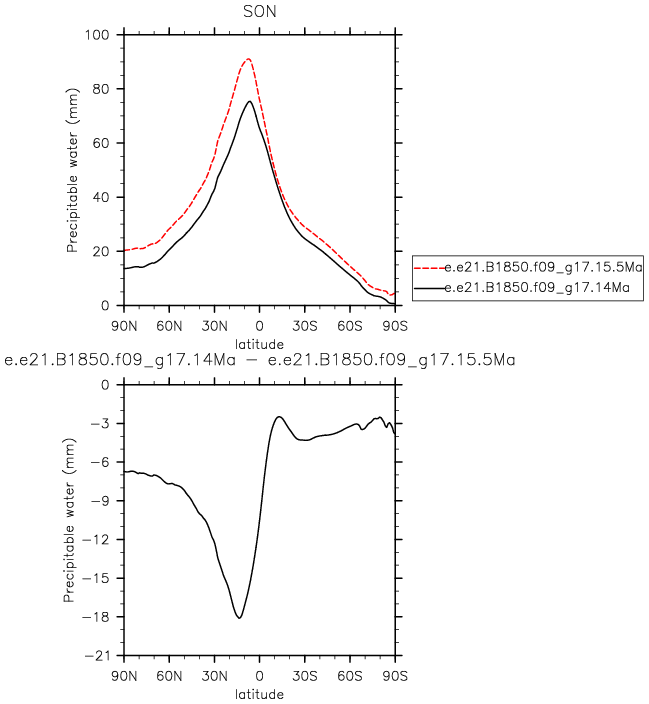 SON
Precipitable water (mm)
100
80
60
40
20
0
90N 60N 30N 0 30S 60S 90S
latitude
e.e21.B1850.f09_g17.15.5Ma
e.e21.B1850.f09_g17.14Ma
e.e21.B1850.f09_g17.14Ma − e.e21.B1850.f09_g17.15.5Ma
Precipitable water (mm)
0
−3
−6
−9
−12
−15
−18
−21
90N 60N 30N 0 30S 60S 90S
latitude